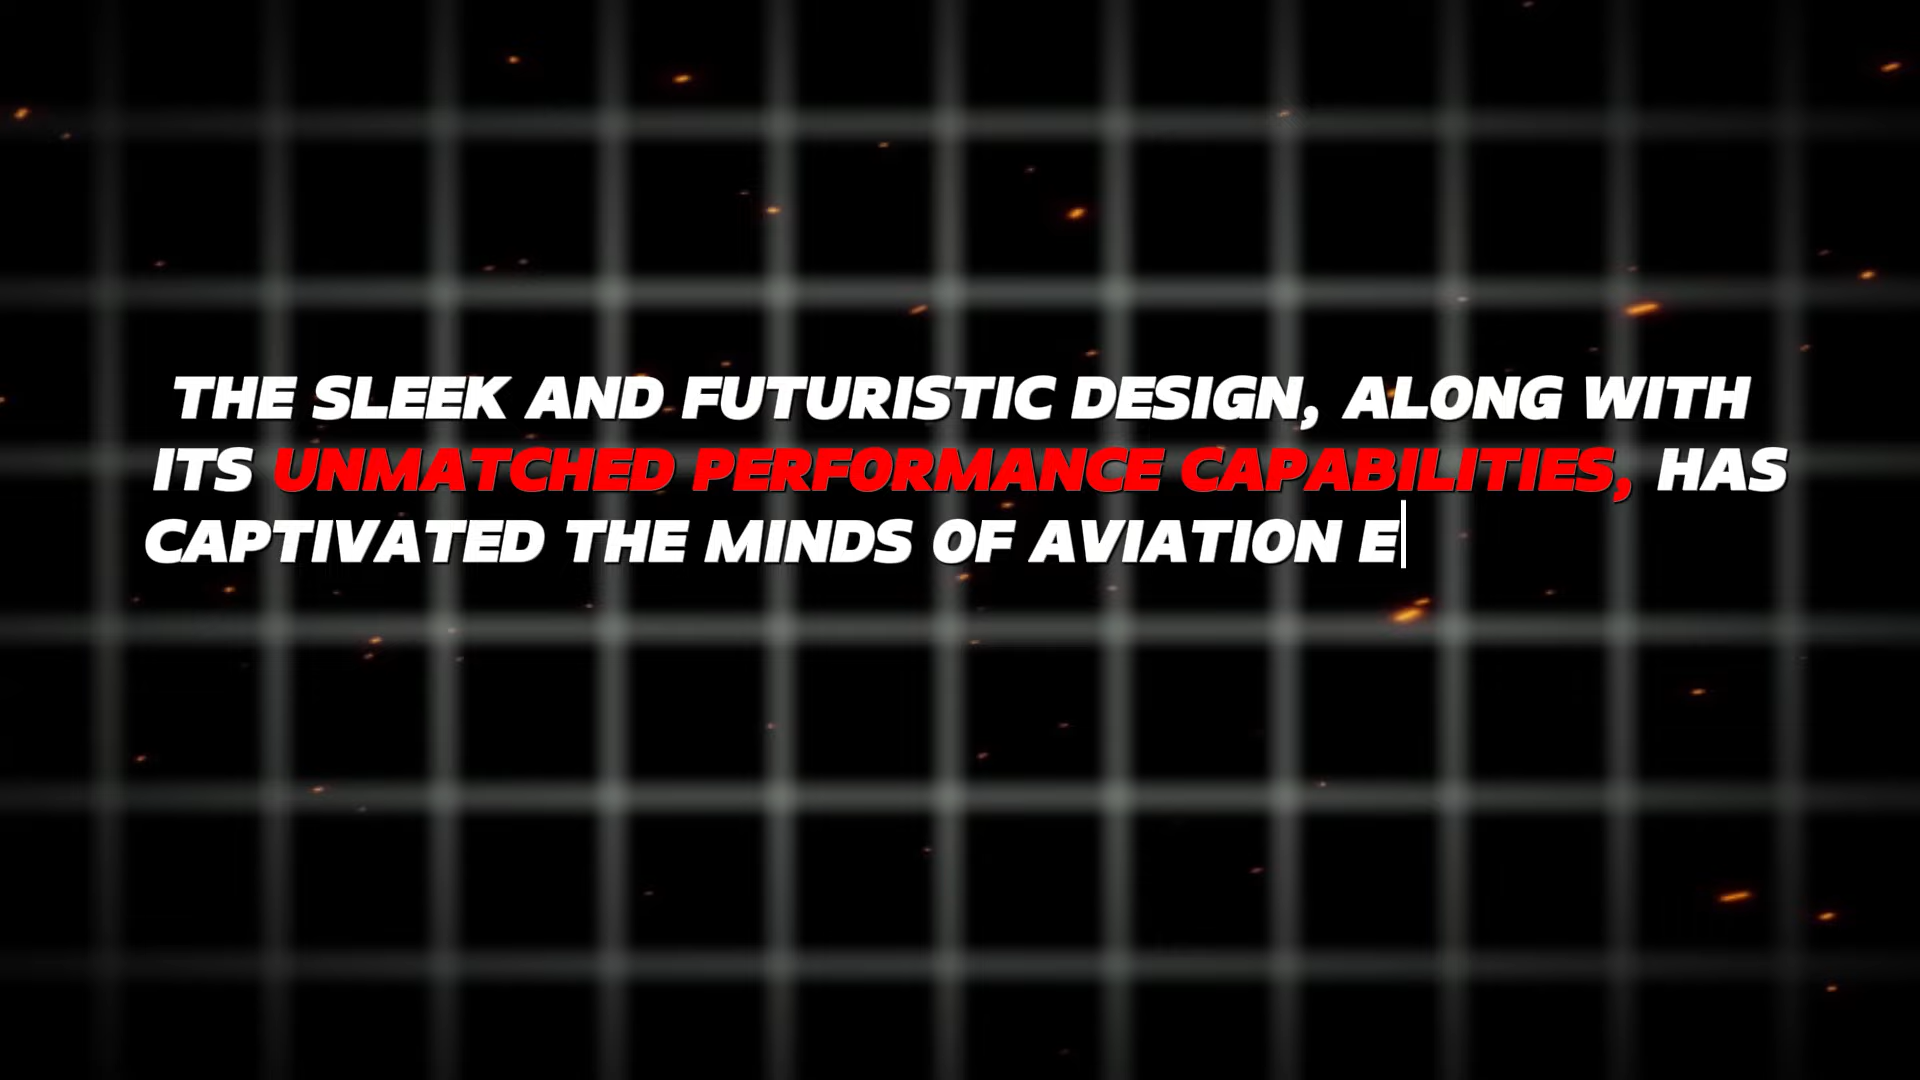 THE SLEEK AND FUTURISTIC DESIGN, ALONG WITH
ITS UNMATCHED PERFORMANCE CAPABILITIES, HAS
CAPTIVATED THE MINDS OF AVIATION E